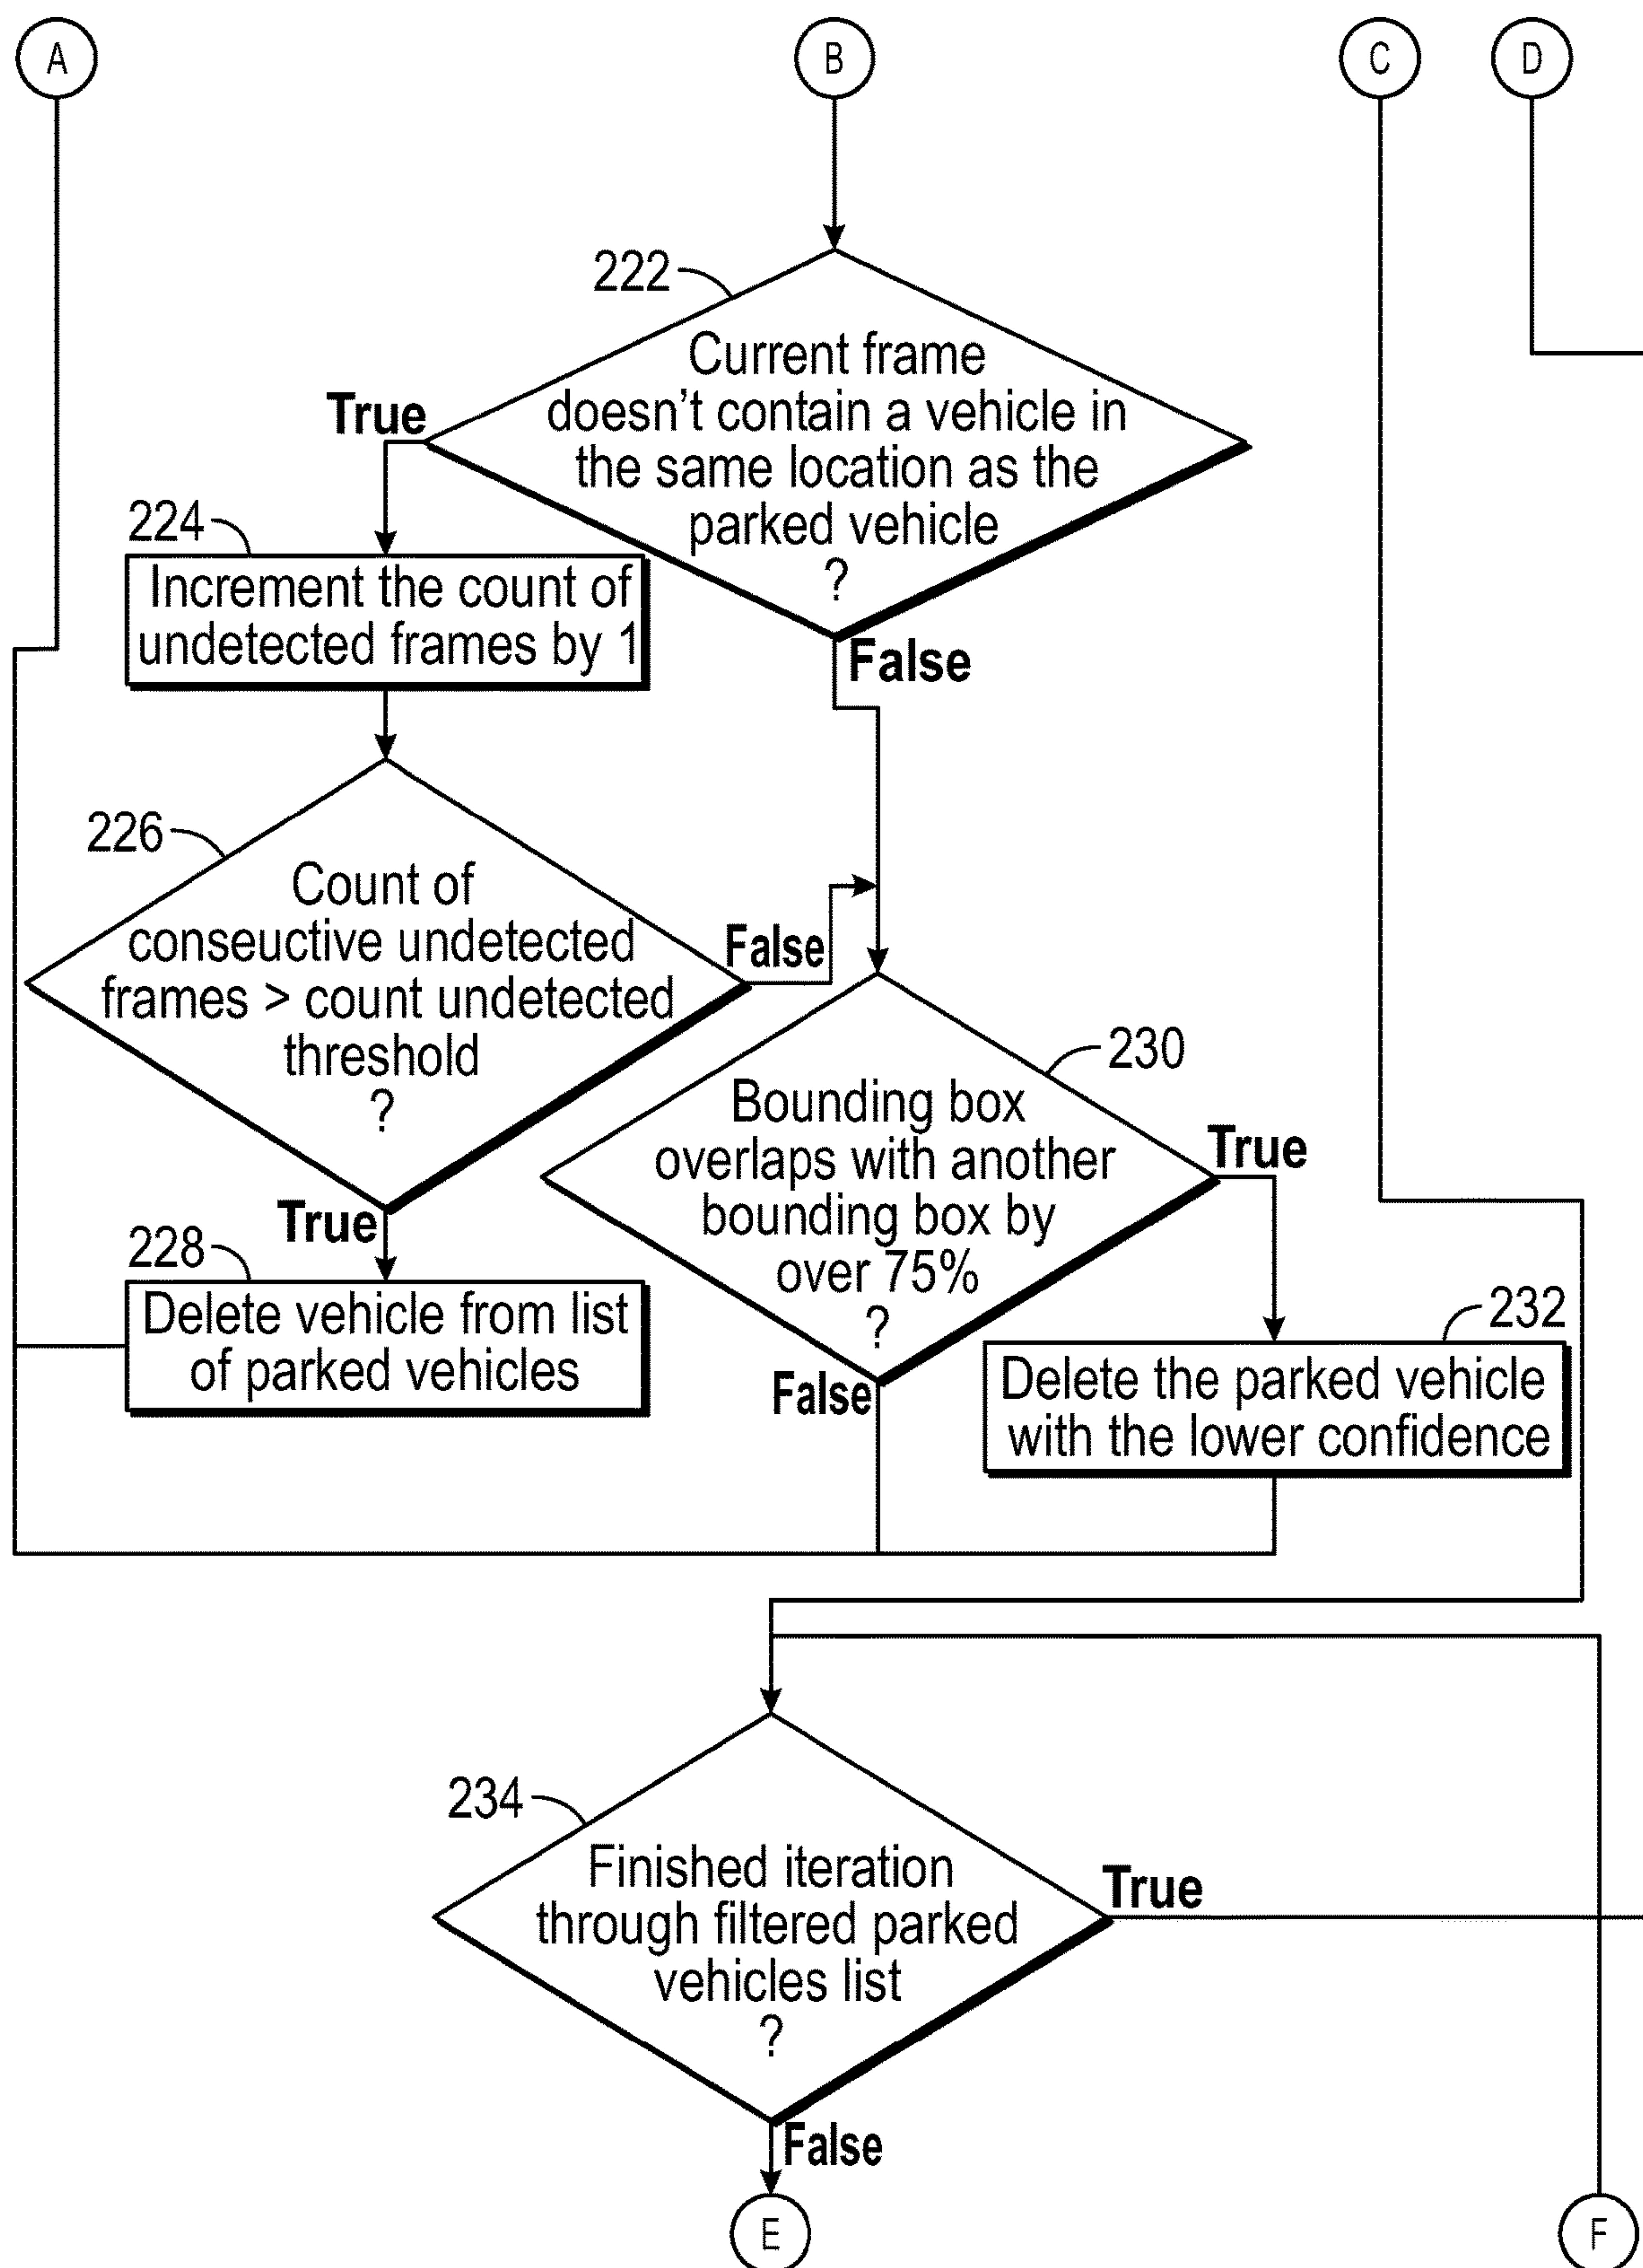 A
B
C
D
222
Current frame
doesn't contain a vehicle in
the same location as the
parked vehicle
?
True
False
224
Increment the count of
undetected frames by 1
226
Count of
conseuctive undetected
frames > count undetected
threshold
?
False
True
228
Delete vehicle from list
of parked vehicles
230
Bounding box
overlaps with another
bounding box by
over 75%
?
True
False
232
Delete the parked vehicle
with the lower confidence
234
Finished iteration
through filtered parked
vehicles list
?
True
False
E
F